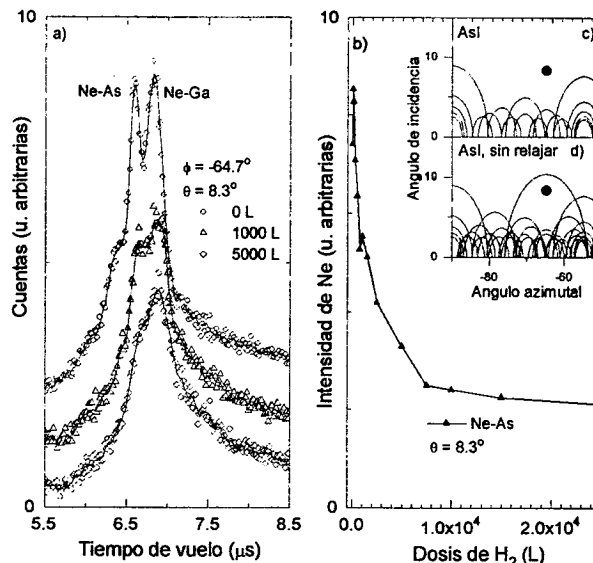 10
a)
Ne-As
Ne-Ga
ϕ = -64.7°
θ = 8.3°
0 L
1000 L
5000 L
Cuentas (u. arbitrarias)
0
5.5
6.5
7.5
8.5
Tiempo de vuelo (μs)
10
b)
Intensidad de Ne (u. arbitrarias)
Ne-As
θ = 8.3°
0
0.0
1.0x10⁴
2.0x10⁴
Dosis de H₂ (L)
AsI
c)
10
0
Angulo de incidencia
AsI, sin relajar d)
10
0
-80
-60
Angulo azimutal